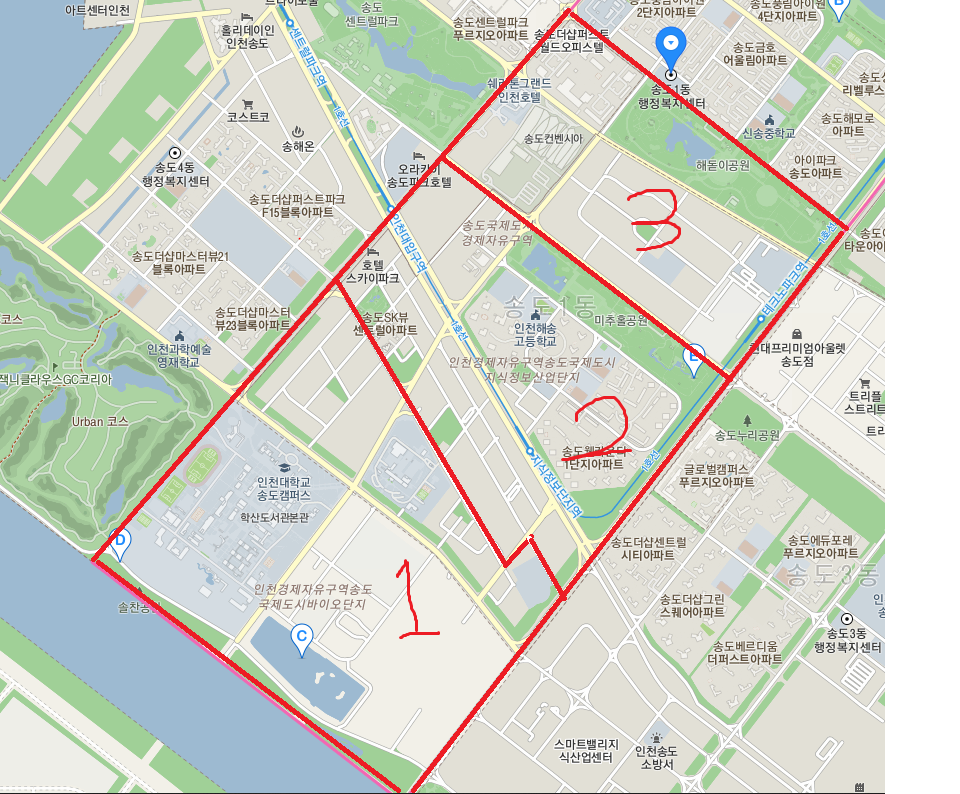 아트센터인천
홀리데이인
인천송도
송도
센트럴파크
송도센트럴파크
푸르지오아파트
송도더샵퍼스트
월드오피스텔
2단지아파트
송도풍림아이원
4단지아파트
B
센트럴파크역
1호선
쉐라톤그랜드
인천호텔
송도1동
행정복지센터
송도금호
어울림아파트
코스트코
송해온
송도컨벤시아
신송중학교
송도해모로
아파트
송도4동
행정복지센터
오라카이
송도파크호텔
해돋이공원
아이파크
송도아파트
송도더샵퍼스트파크
F15블록아파트
인천대입구역
송도국제도시
경제자유구역
3
1호선
송도더샵마스터뷰21
블록아파트
호텔
스카이파크
테크노파크역
송도더샵마스터
뷰23블록아파트
송도SK뷰
센트럴아파트
1호선
송도1동
인천해송
고등학교
미추홀공원
인천과학예술
영재학교
인천경제자유구역송도국제도시
지식정보산업단지
E
현대프리미엄아울렛
송도점
잭니클라우스GC코리아
Urban 코스
2
트리플
스트리트
송도누리공원
송도웰카운티
1단지아파트
1호선
지식정보단지역
글로벌캠퍼스
푸르지오아파트
인천대학교
송도캠퍼스
학산도서관본관
D
송도더샵센트럴
시티아파트
송도에듀포레
푸르지오아파트
송도3동
솔찬공원
인천경제자유구역송도
국제도시바이오단지
1
송도더샵그린
스퀘어아파트
C
송도3동
행정복지센터
송도베르디움
더퍼스트아파트
스마트밸리지
식산업센터
인천송도
소방서